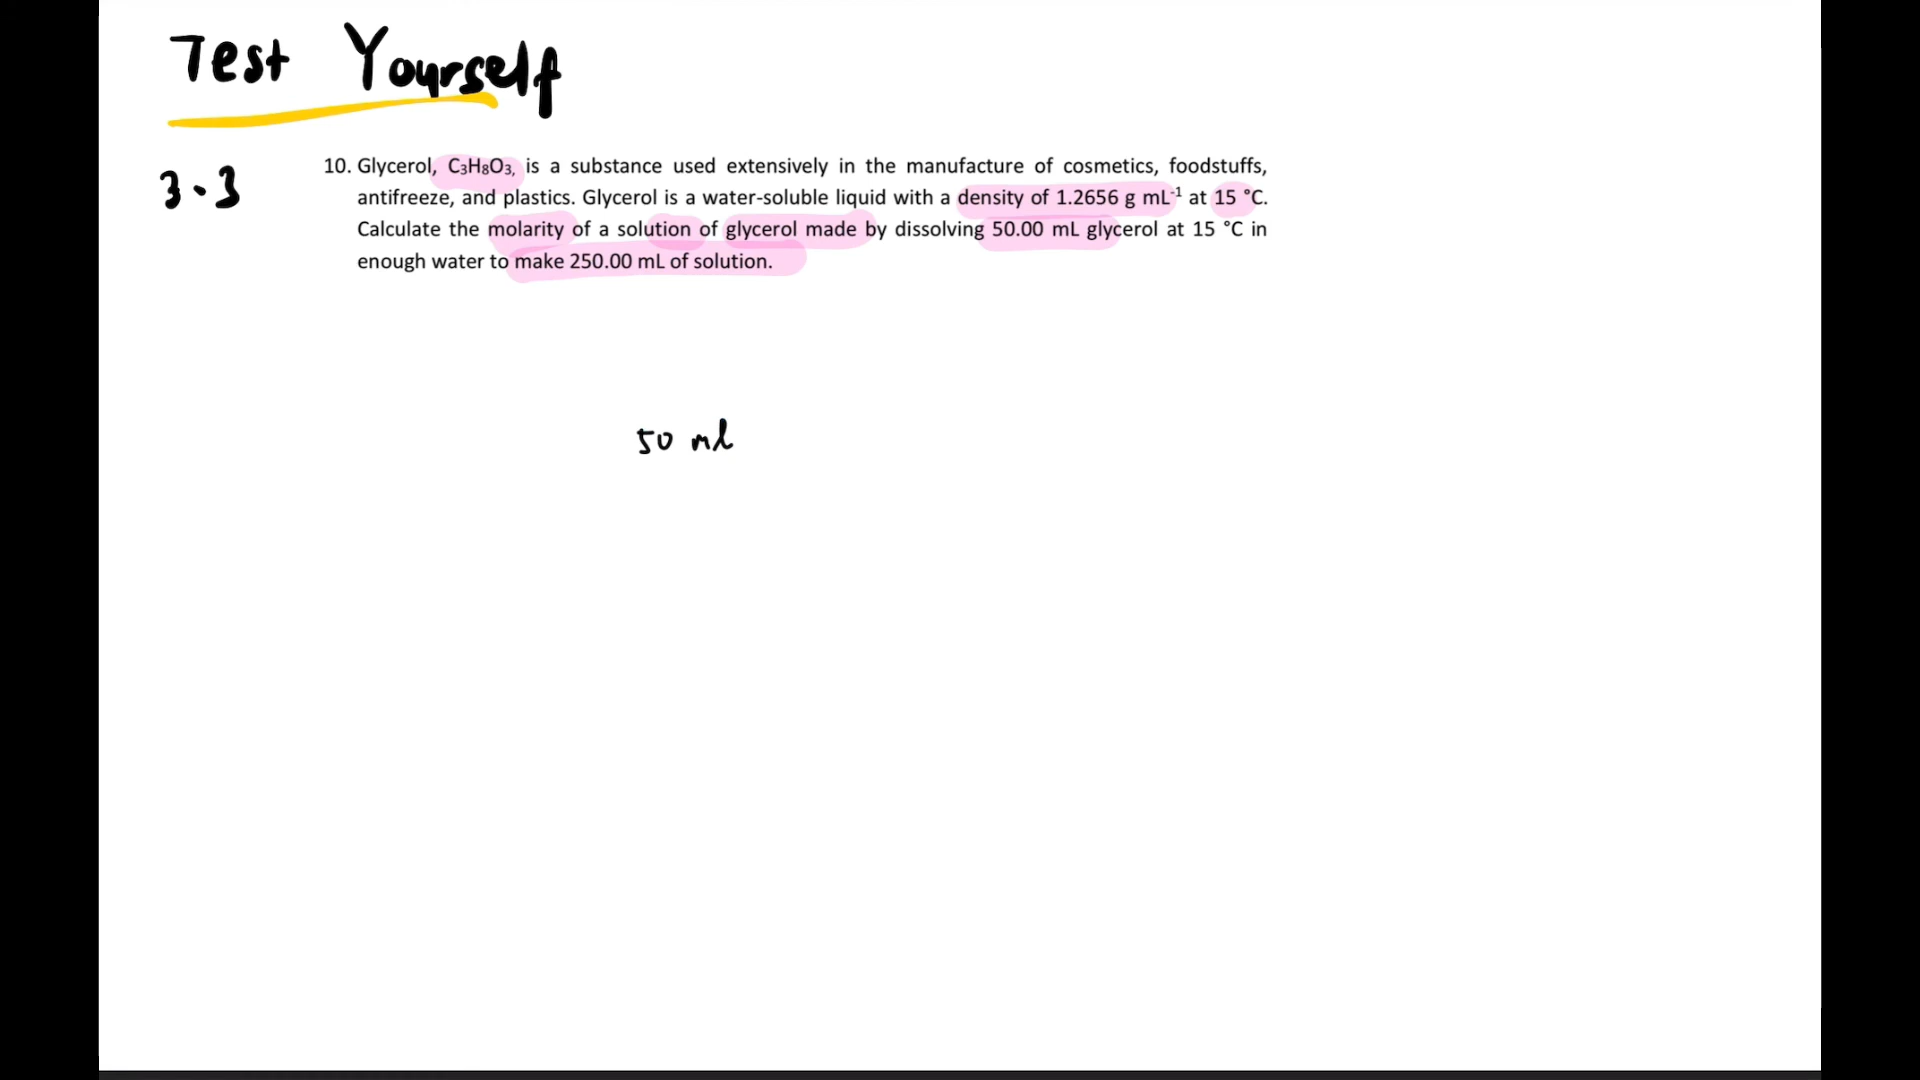 Test Yourself
3.3
10. Glycerol, C₃H₈O₃, is a substance used extensively in the manufacture of cosmetics, foodstuffs,
antifreeze, and plastics. Glycerol is a water-soluble liquid with a density of 1.2656 g mL⁻¹ at 15 °C.
Calculate the molarity of a solution of glycerol made by dissolving 50.00 mL glycerol at 15 °C in
enough water to make 250.00 mL of solution.
50 ml